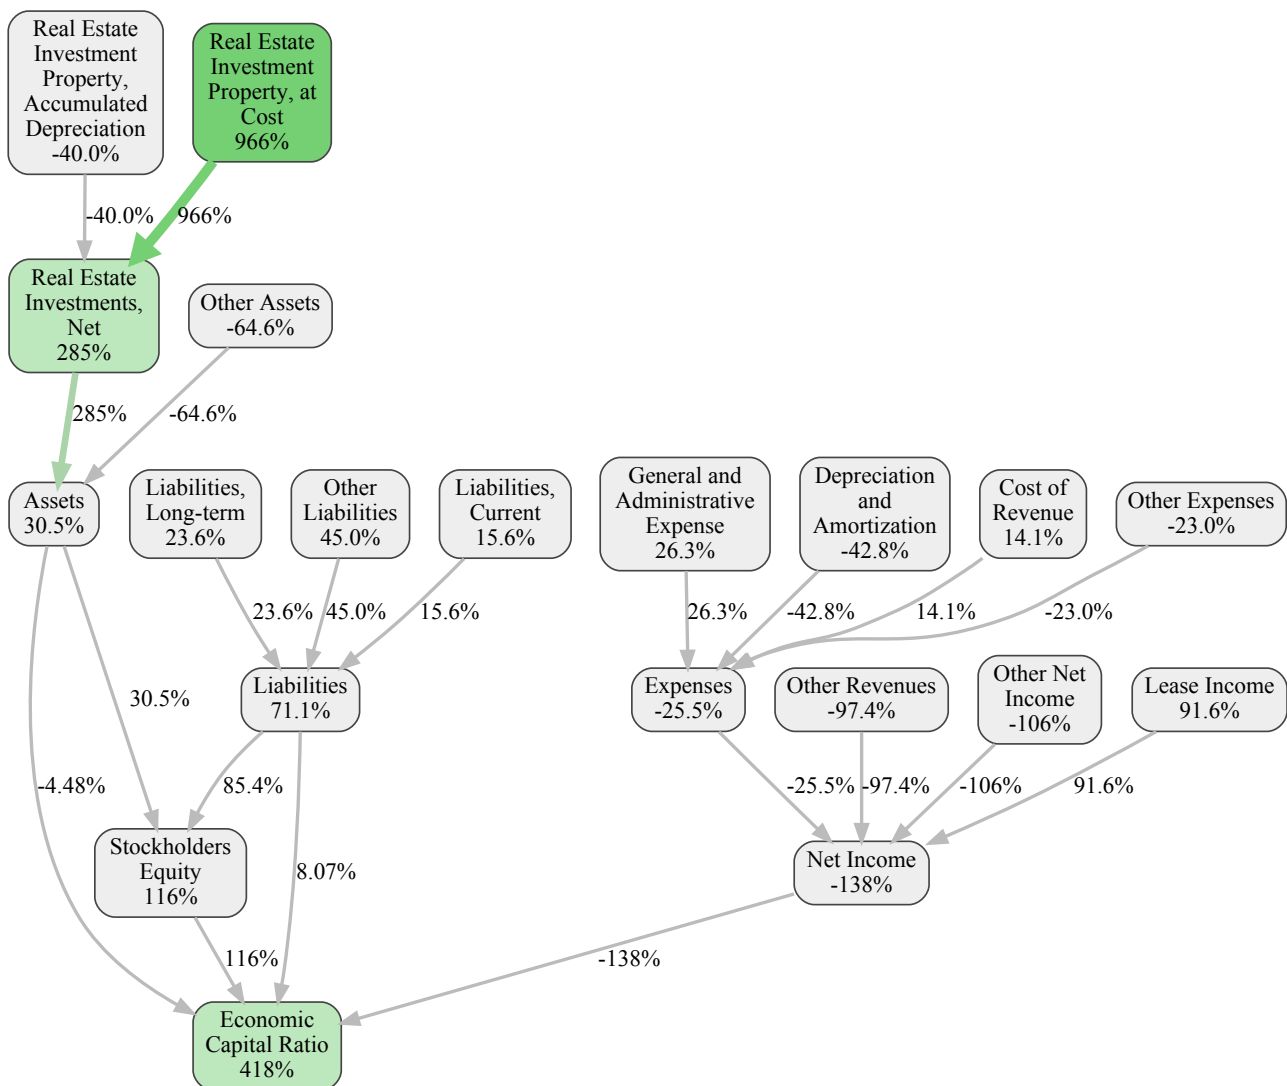 Real Estate
Investment
Property,
Accumulated
Depreciation
-40.0%
Real Estate
Investment
Property, at
Cost
966%
-40.0%
966%
Real Estate
Investments,
Net
285%
Other Assets
-64.6%
285%
-64.6%
Assets
30.5%
Liabilities,
Long-term
23.6%
Other
Liabilities
45.0%
Liabilities,
Current
15.6%
General and
Administrative
Expense
26.3%
Depreciation
and
Amortization
-42.8%
Cost of
Revenue
14.1%
Other Expenses
-23.0%
23.6%
45.0%
15.6%
26.3%
-42.8%
14.1%
-23.0%
30.5%
Liabilities
71.1%
Expenses
-25.5%
Other Revenues
-97.4%
Other Net
Income
-106%
Lease Income
91.6%
-4.48%
85.4%
8.07%
-25.5%
-97.4%
-106%
91.6%
Stockholders
Equity
116%
Net Income
-138%
116%
-138%
Economic
Capital Ratio
418%